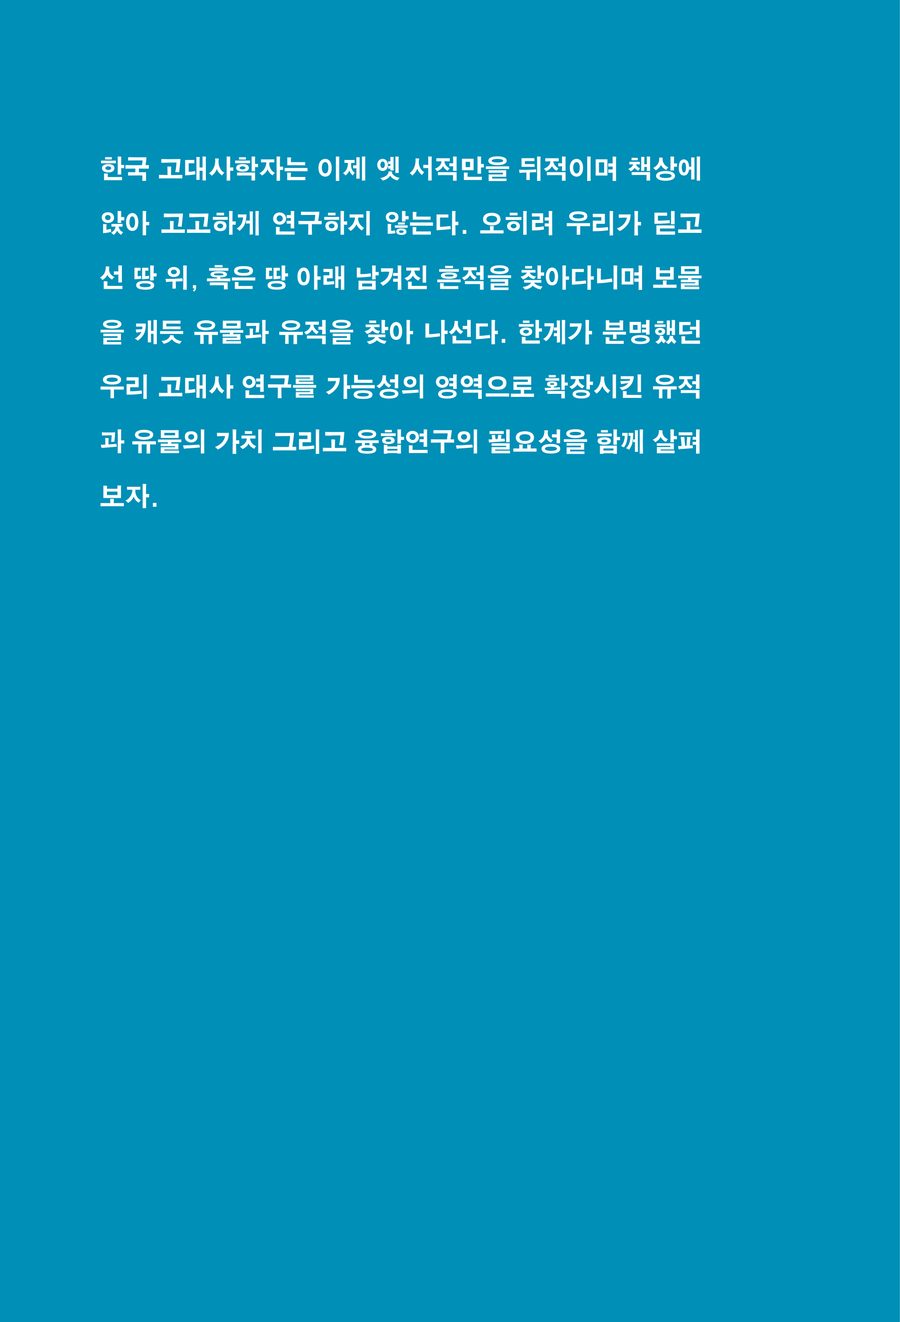 한국 고대사학자는 이제 옛 서적만을 뒤적이며 책상에
앉아 고고하게 연구하지 않는다. 오히려 우리가 딛고
선 땅 위, 혹은 땅 아래 남겨진 흔적을 찾아다니며 보물
을 캐듯 유물과 유적을 찾아 나선다. 한계가 분명했던
우리 고대사 연구를 가능성의 영역으로 확장시킨 유적
과 유물의 가치 그리고 융합연구의 필요성을 함께 살펴
보자.